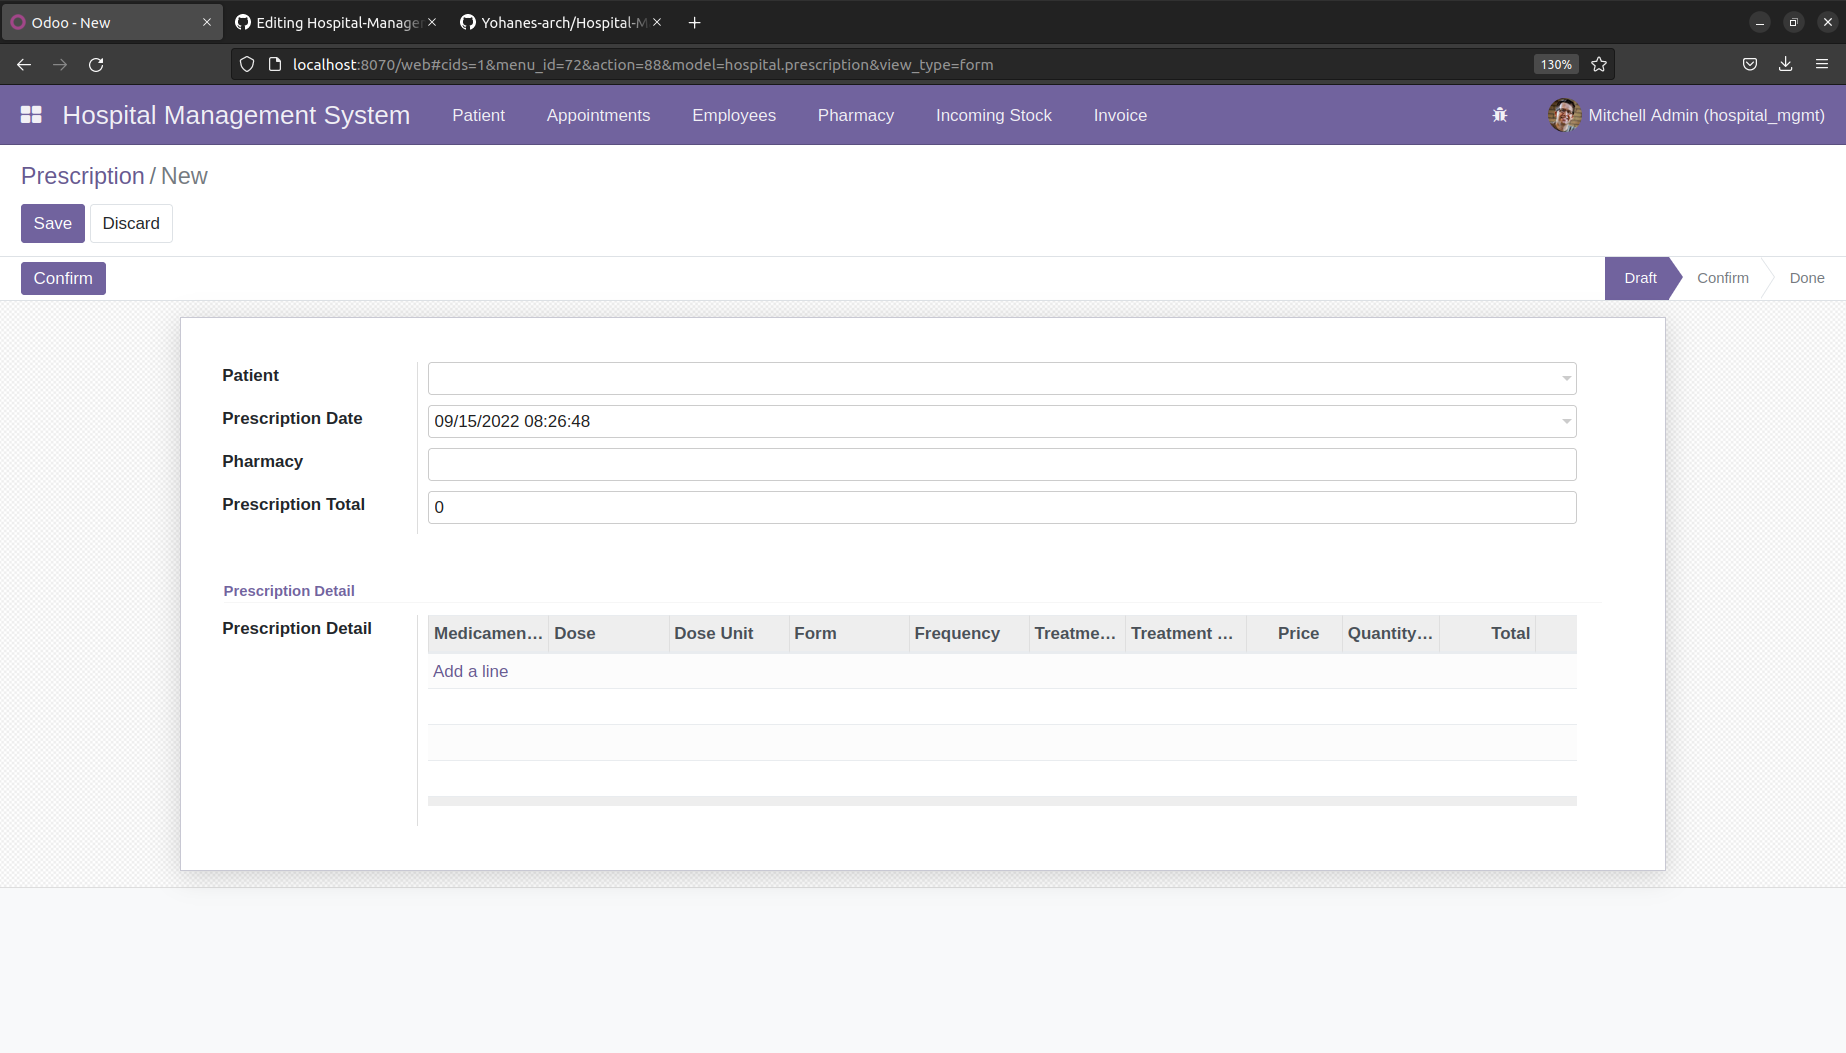 Odoo - New
Editing Hospital-Manage
Yohanes-arch/Hospital-M
localhost:8070/web#cids=1&menu_id=72&action=88&model=hospital.prescription&view_type=form
130%
Hospital Management System Patient Appointments Employees Pharmacy Incoming Stock Invoice Mitchell Admin (hospital_mgmt)
Prescription / New
Save Discard
Confirm Draft Confirm Done
Patient
Prescription Date 09/15/2022 08:26:48
Pharmacy
Prescription Total 0
Prescription Detail
Prescription Detail Medicamen... Dose Dose Unit Form Frequency Treatme... Treatment ... Price Quantity... Total
Add a line